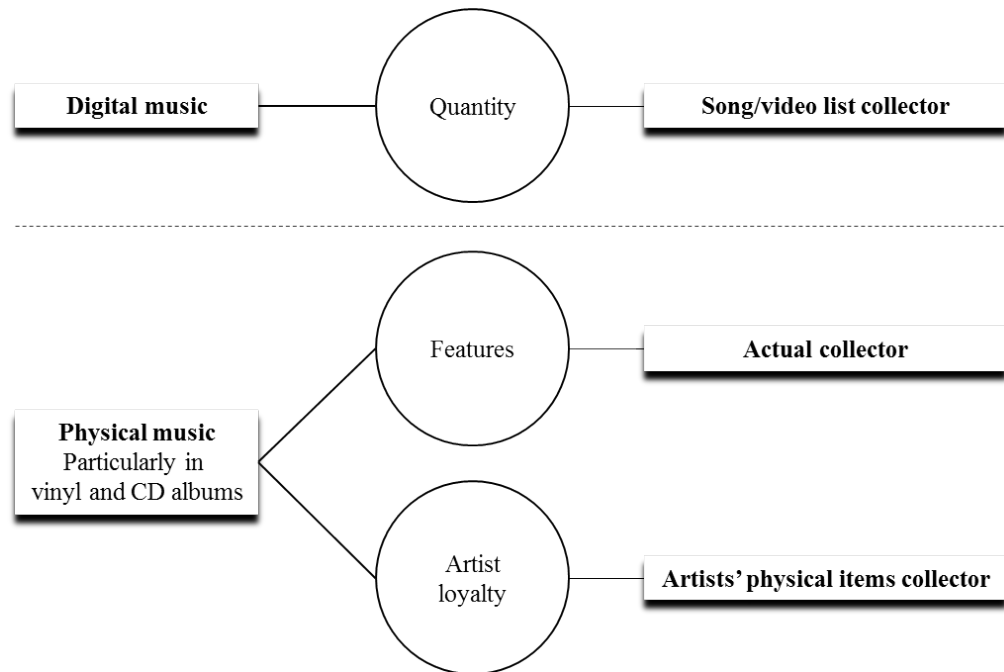 Digital music
Quantity
Song/video list collector
Features
Actual collector
Physical music
Particularly in
vinyl and CD albums
Artist
loyalty
Artists’ physical items collector